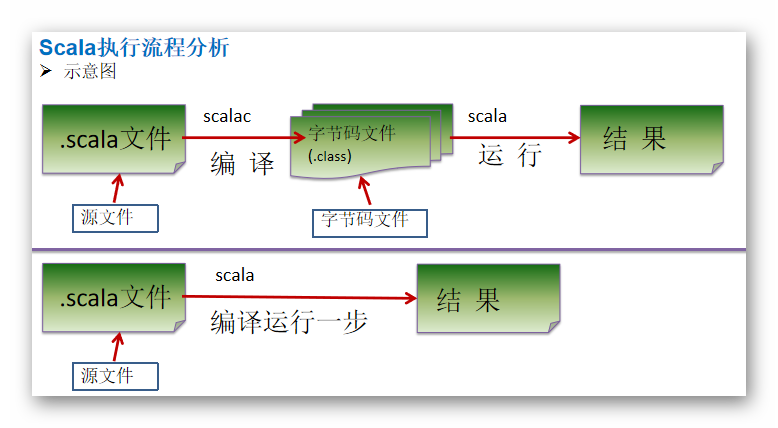 Scala执行流程分析
➢ 示意图
.scala文件
scalac
编 译
字节码文件
(.class)
scala
运 行
结 果
源文件
字节码文件
.scala文件
scala
编译运行一步
结 果
源文件